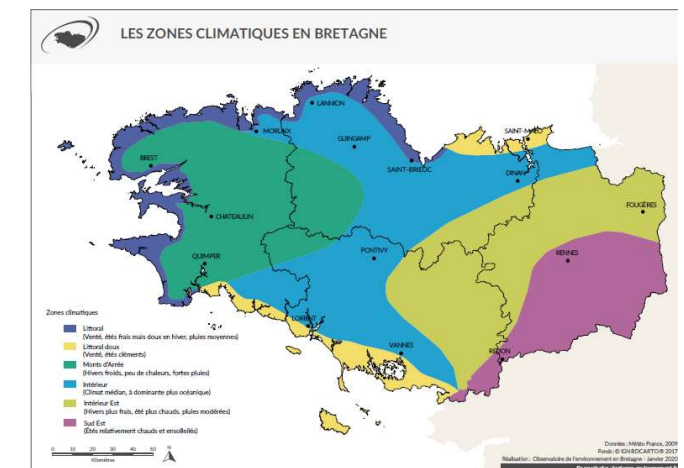 LES ZONES CLIMATIQUES EN BRETAGNE
LANNION
MORLAIX
GUINGAMP
SAINT-MALO
BREST
SAINT-BRIEUC
DINAN
FOUGÈRES
CHATEAULIN
RENNES
PONTIVY
QUIMPER
LORIENT
VANNES
REDON
Zones climatiques
Littoral
(Venté, étés frais mais doux en hiver, pluies moyennes)
Littoral doux
(Venté, étés cléments)
Monts d'Arrée
(Hivers froids, peu de chaleurs, fortes pluies)
Intérieur
(Climat médian, à dominante plus océanique)
Intérieur Est
(Hivers plus frais, été plus chauds, pluies modérées)
Sud Est
(Étés relativement chauds et ensoleillés)
0 10 20 30 40 50
Kilomètres
N
Données : Météo France, 2009
Fonds : © IGN BDCARTO® 2017
Réalisation : Observatoire de l'environnement en Bretagne - Janvier 2020